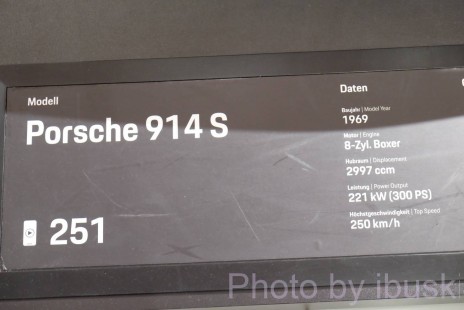 Modell
Porsche 914 S
251
Daten
Baujahr | Model Year
1969
Motor | Engine
8-Zyl. Boxer
Hubraum | Displacement
2997 ccm
Leistung | Power Output
221 kW (300 PS)
Höchstgeschwindigkeit | Top Speed
250 km/h
Photo by ibuski